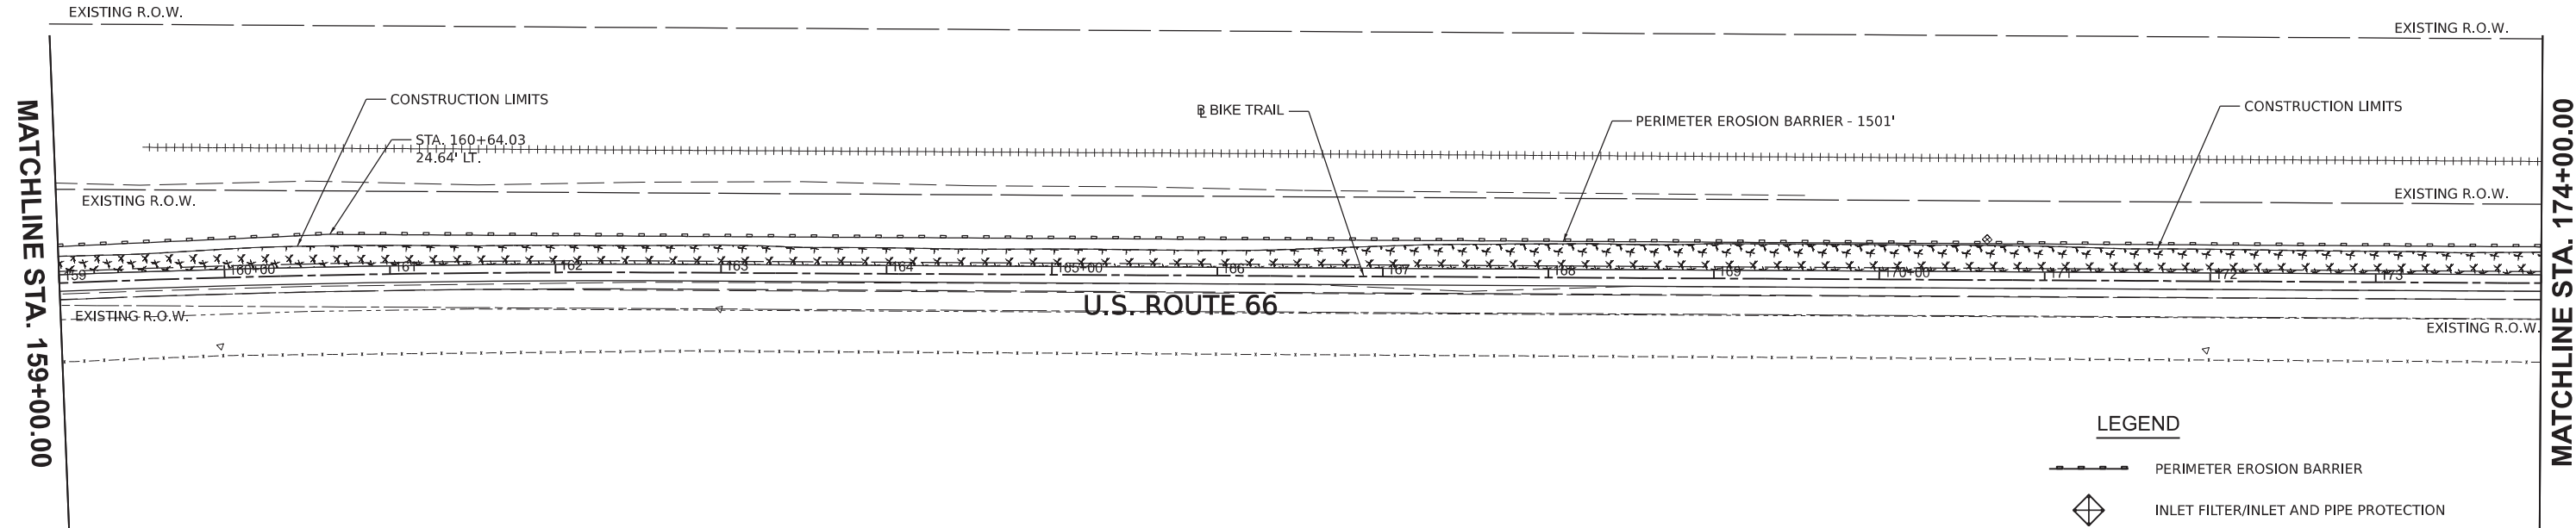 EXISTING R.O.W.
EXISTING R.O.W.
CONSTRUCTION LIMITS
STA. 160+64.03
24.64' LT.
℄ BIKE TRAIL
PERIMETER EROSION BARRIER - 1501'
CONSTRUCTION LIMITS
MATCHLINE STA. 159+00.00
MATCHLINE STA. 174+00.00
EXISTING R.O.W.
EXISTING R.O.W.
159 160+00 161 162 163 164 165+00 166 167 168 169 170+00 171 172 173
U.S. ROUTE 66
EXISTING R.O.W.
EXISTING R.O.W.
LEGEND
PERIMETER EROSION BARRIER
INLET FILTER/INLET AND PIPE PROTECTION